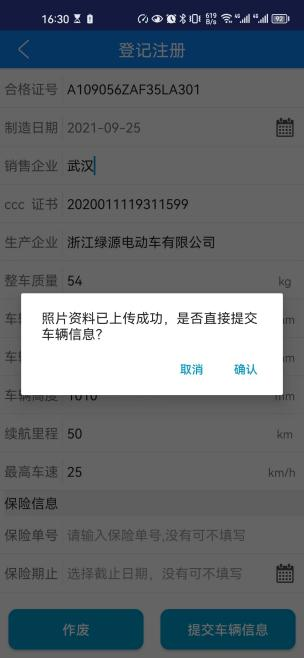 16:30
619 B/s
4G 4G 92
登记注册
合格证号 A109056ZAF35LA301
制造日期 2021-09-25
销售企业 武汉
ccc 证书 2020011119311599
生产企业 浙江绿源电动车有限公司
整车质量 54 kg
照片资料已上传成功，是否直接提交
车辆信息？
取消 确认
车辆高度 1010 mm
续航里程 50 km
最高车速 25 km/h
保险信息
保险单号 请输入保险单号,没有可不填写
保险期止 选择截止日期，没有可不填写
作废 提交车辆信息